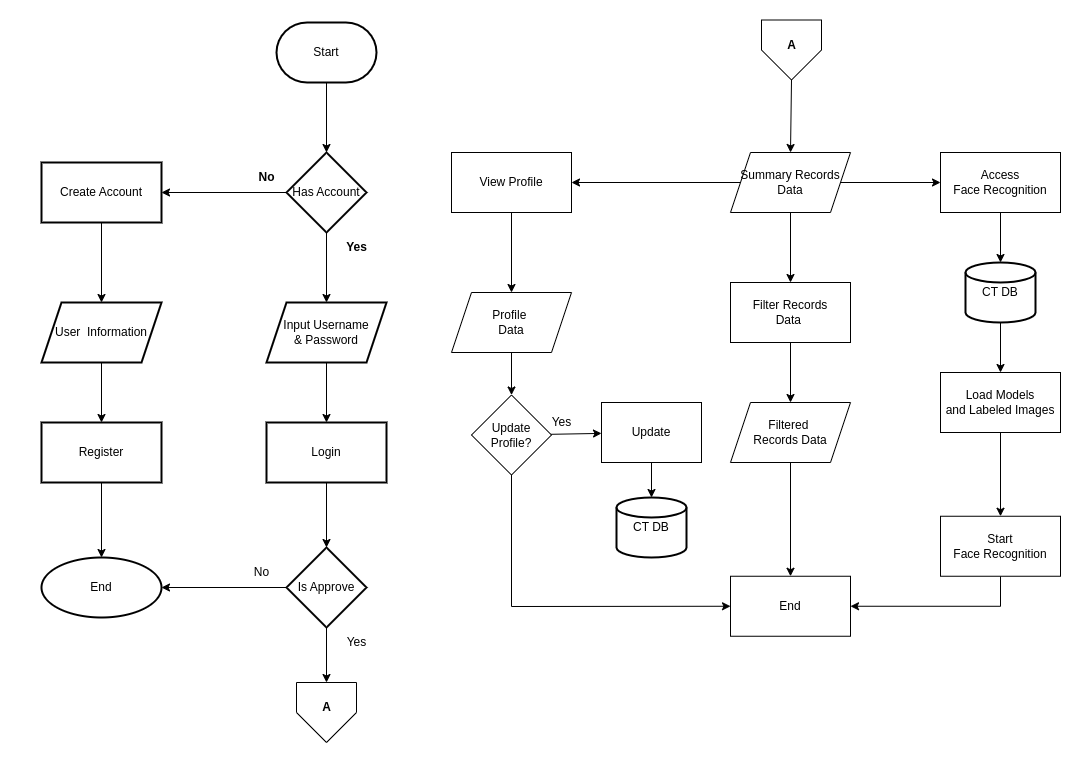 Start
Has Account
No
Yes
Create Account
User  Information
Register
End
Input Username
& Password
Login
Is Approve
No
Yes
A
A
Summary Records
Data
View Profile
Profile
Data
Update
Profile?
Yes
Update
CT DB
Filter Records
Data
Filtered
Records Data
End
Access
Face Recognition
CT DB
Load Models
and Labeled Images
Start
Face Recognition